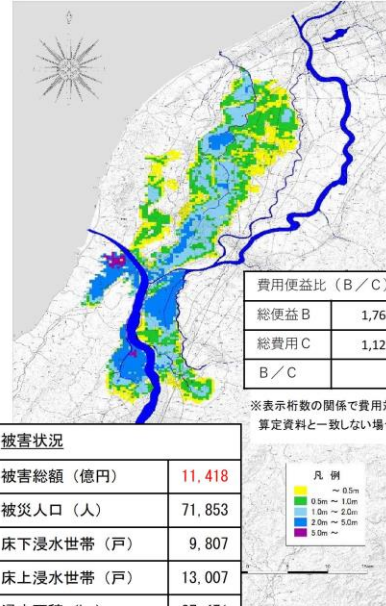 費用便益比（B／C）
総便益B 1,76
総費用C 1,12
B／C
※表示桁数の関係で費用対
算定資料と一致しない場合
被害状況
被害総額（億円） 11,418
被災人口（人） 71,853
床下浸水世帯（戸） 9,807
床上浸水世帯（戸） 13,007
凡 例
～ 0.5m
0.5m ～ 1.0m
1.0m ～ 2.0m
2.0m ～ 5.0m
5.0m ～